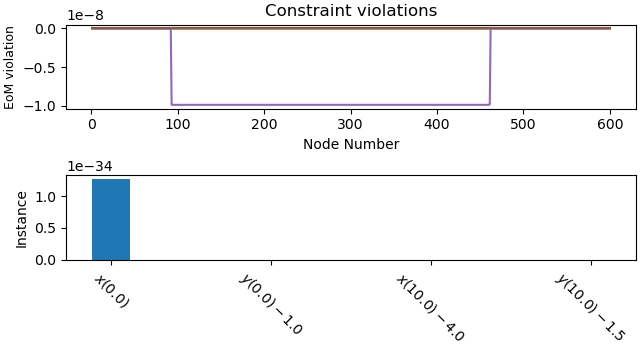 Constraint violations
1e−8
EoM violation
0.0
−0.5
−1.0
0 100 200 300 400 500 600
Node Number
1e−34
Instance
1.0
0.5
0.0
x(0.0)
y(0.0) − 1.0
x(10.0) − 4.0
y(10.0) − 1.5